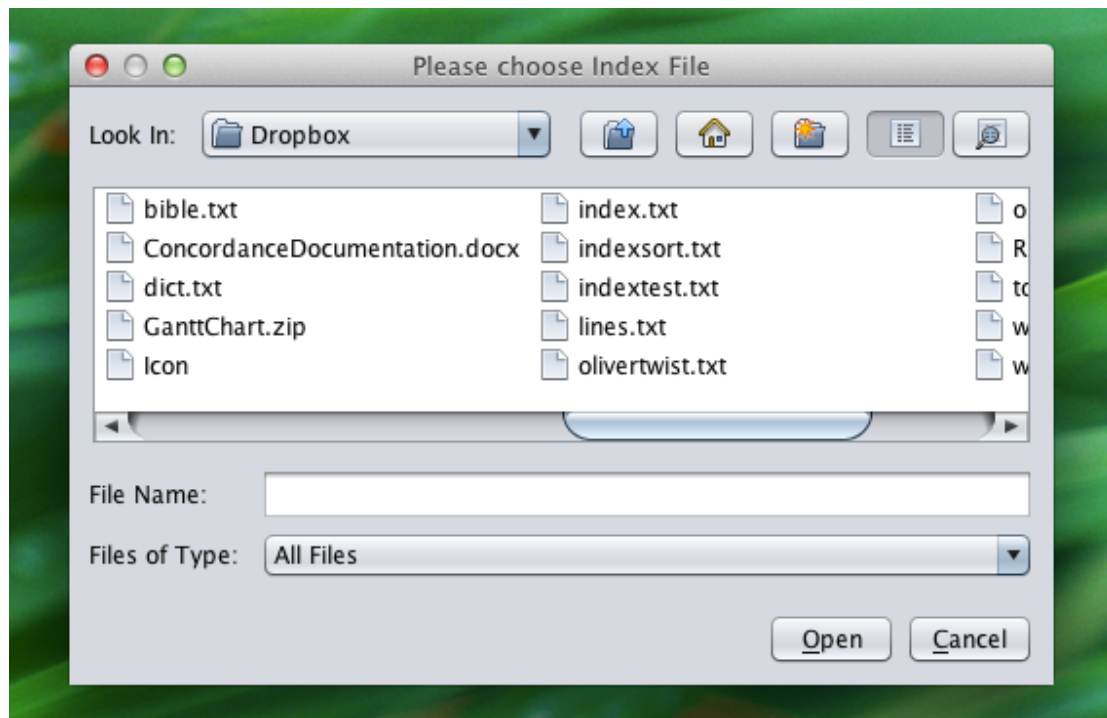 Please choose Index File
Look In: Dropbox
bible.txt
ConcordanceDocumentation.docx
dict.txt
GanttChart.zip
Icon
index.txt
indexsort.txt
indextest.txt
lines.txt
olivertwist.txt
o
R
w
w
File Name:
Files of Type: All Files
Open
Cancel